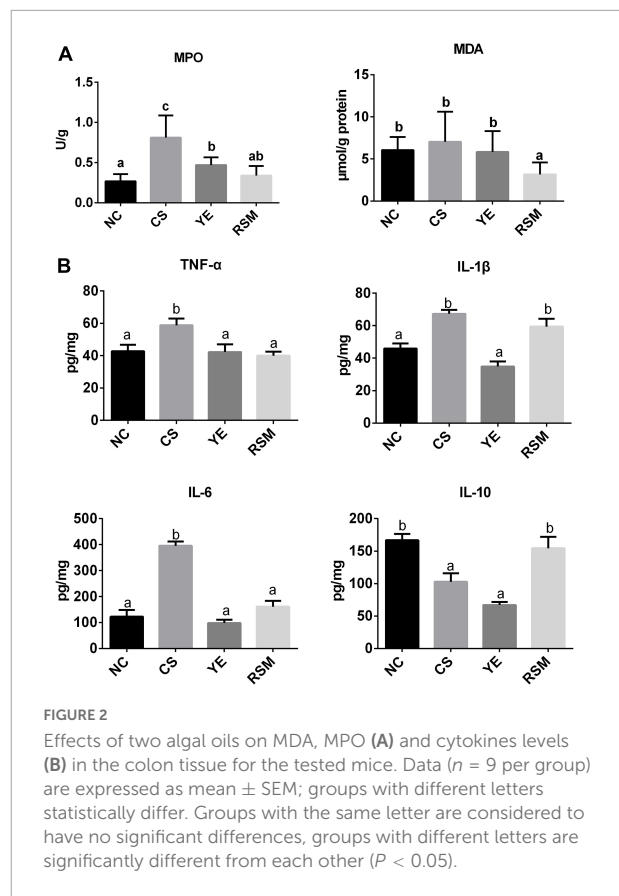 A
MPO
U/g
1.5
1.0
0.5
0.0
a
c
b
ab
NC
CS
YE
RSM
MDA
μmol/g protein
15
10
5
0
b
b
b
a
NC
CS
YE
RSM
B
TNF-α
pg/mg
80
60
40
20
0
a
b
a
a
NC
CS
YE
RSM
IL-1β
pg/mg
80
60
40
20
0
a
b
a
b
NC
CS
YE
RSM
IL-6
pg/mg
500
400
300
200
100
0
a
b
a
a
NC
CS
YE
RSM
IL-10
pg/mg
200
150
100
50
0
b
a
a
b
NC
CS
YE
RSM
FIGURE 2
Effects of two algal oils on MDA, MPO (A) and cytokines levels
(B) in the colon tissue for the tested mice. Data (n = 9 per group)
are expressed as mean ± SEM; groups with different letters
statistically differ. Groups with the same letter are considered to
have no significant differences, groups with different letters are
significantly different from each other (P < 0.05).